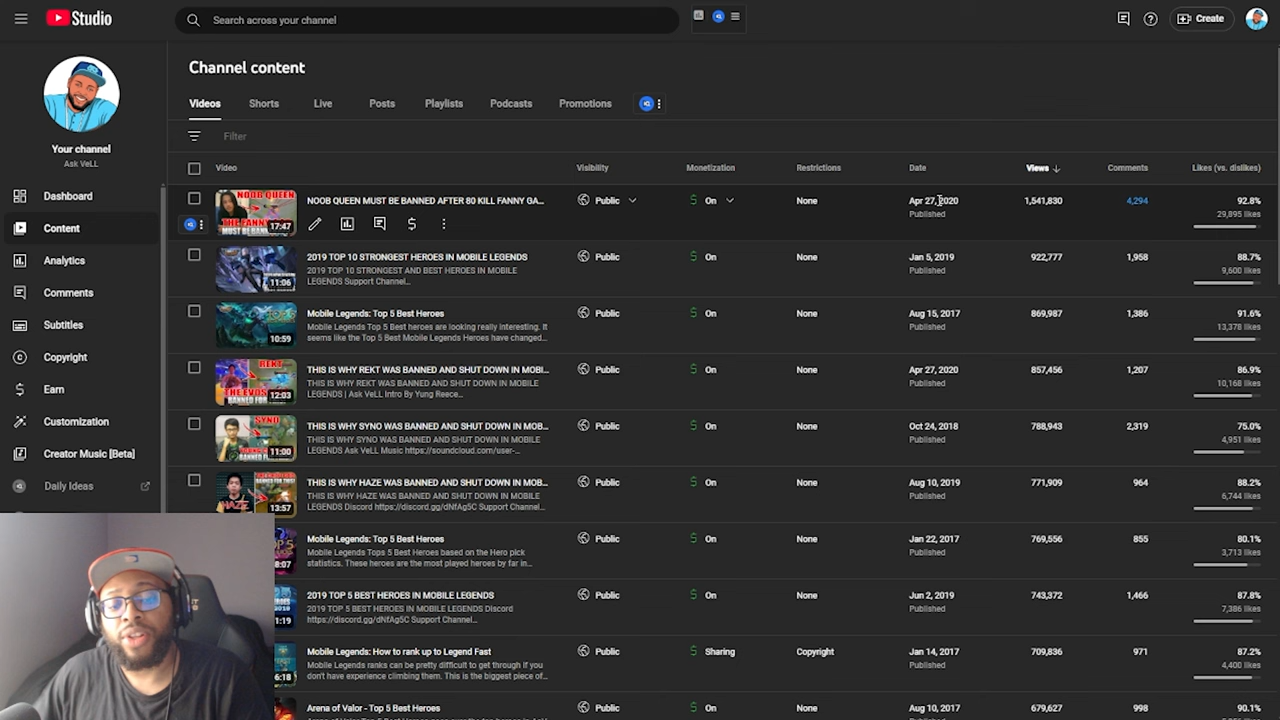 Studio
Search across your channel
Create
Channel content
Videos Shorts Live Posts Playlists Podcasts Promotions
Filter
Your channel
Ask VeLL
Dashboard
Content
Analytics
Comments
Subtitles
Copyright
Earn
Customization
Creator Music [Beta]
Daily Ideas
Video Visibility Monetization Restrictions Date Views Comments Likes (vs. dislikes)
NOOB QUEEN MUST BE BANNED AFTER 80 KILL FANNY GA... Public On None Apr 27, 2020 1,541,830 4,294 92.8%
Published 29,895 likes
NOOB QUEEN
17:47
2019 TOP 10 STRONGEST HEROES IN MOBILE LEGENDS Public On None Jan 5, 2019 922,777 1,958 88.7%
2019 TOP 10 STRONGEST AND BEST HEROES IN MOBILE Published 9,600 likes
LEGENDS Support Channel...
11:06
Mobile Legends: Top 5 Best Heroes Public On None Aug 15, 2017 869,987 1,386 91.6%
Mobile Legends Top 5 Best heroes are looking really interesting. It Published 13,378 likes
seems like the Top 5 Best Mobile Legends Heroes have changed...
10:59
THIS IS WHY REKT WAS BANNED AND SHUT DOWN IN MOBI... Public On None Apr 27, 2020 857,456 1,207 86.9%
THIS IS WHY REKT WAS BANNED AND SHUT DOWN IN MOBILE Published 10,168 likes
LEGENDS | Ask VeLL Intro By Yung Reece...
REKT
12:03
THIS IS WHY SYNO WAS BANNED AND SHUT DOWN IN MOB... Public On None Oct 24, 2018 788,943 2,319 75.0%
THIS IS WHY SYNO WAS BANNED AND SHUT DOWN IN MOBILE Published 4,951 likes
LEGENDS Ask VeLL Music https://soundcloud.com/user-...
SYNO
11:00
THIS IS WHY HAZE WAS BANNED AND SHUT DOWN IN MOB... Public On None Aug 10, 2019 771,909 964 88.2%
THIS IS WHY HAZE WAS BANNED AND SHUT DOWN IN MOBILE Published 6,744 likes
LEGENDS Discord https://discord.gg/dNfAg5C Support Channel...
HAZE
13:57
Mobile Legends: Top 5 Best Heroes Public On None Jan 22, 2017 769,556 855 80.1%
Mobile Legends Tops 5 Best Heroes based on the Hero pick Published 3,713 likes
statistics. These heroes are the most played heroes by far in...
8:07
2019 TOP 5 BEST HEROES IN MOBILE LEGENDS Public On None Jun 2, 2019 743,372 1,466 87.8%
2019 TOP 5 BEST HEROES IN MOBILE LEGENDS Discord Published 7,386 likes
https://discord.gg/dNfAg5C Support Channel...
1:19
Mobile Legends: How to rank up to Legend Fast Public Sharing Copyright Jan 14, 2017 709,836 971 87.2%
Mobile Legends ranks can be pretty difficult to get through if you Published 4,400 likes
don't have experience climbing them. This is the biggest piece of...
6:18
Arena of Valor - Top 5 Best Heroes Public On None Aug 10, 2017 679,627 998 90.1%